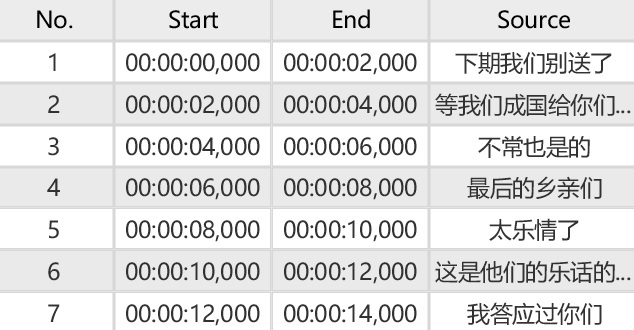 No. Start End Source
1 00:00:00,000 00:00:02,000 下期我们别送了
2 00:00:02,000 00:00:04,000 等我们成国给你们...
3 00:00:04,000 00:00:06,000 不常也是的
4 00:00:06,000 00:00:08,000 最后的乡亲们
5 00:00:08,000 00:00:10,000 太乐情了
6 00:00:10,000 00:00:12,000 这是他们的乐话的...
7 00:00:12,000 00:00:14,000 我答应过你们